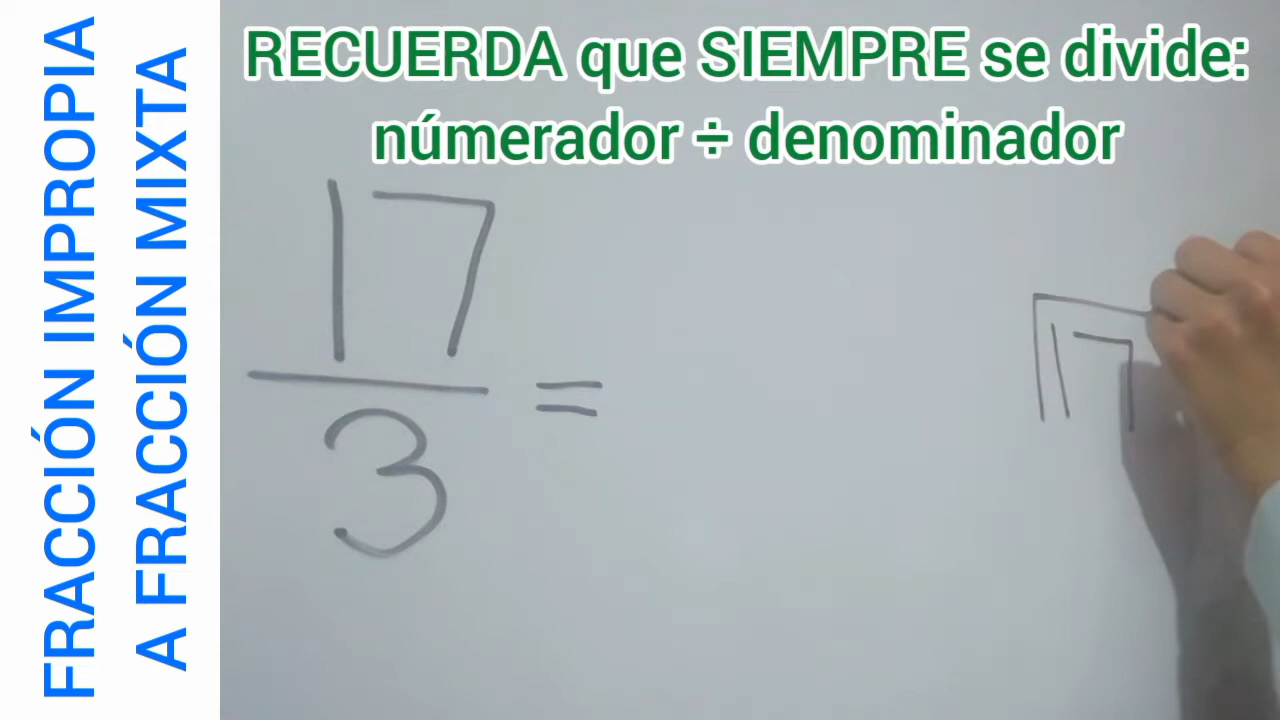 FRACCIÓN IMPROPIA
A FRACCIÓN MIXTA
RECUERDA que SIEMPRE se divide:
númerador ÷ denominador
17
3
=
17